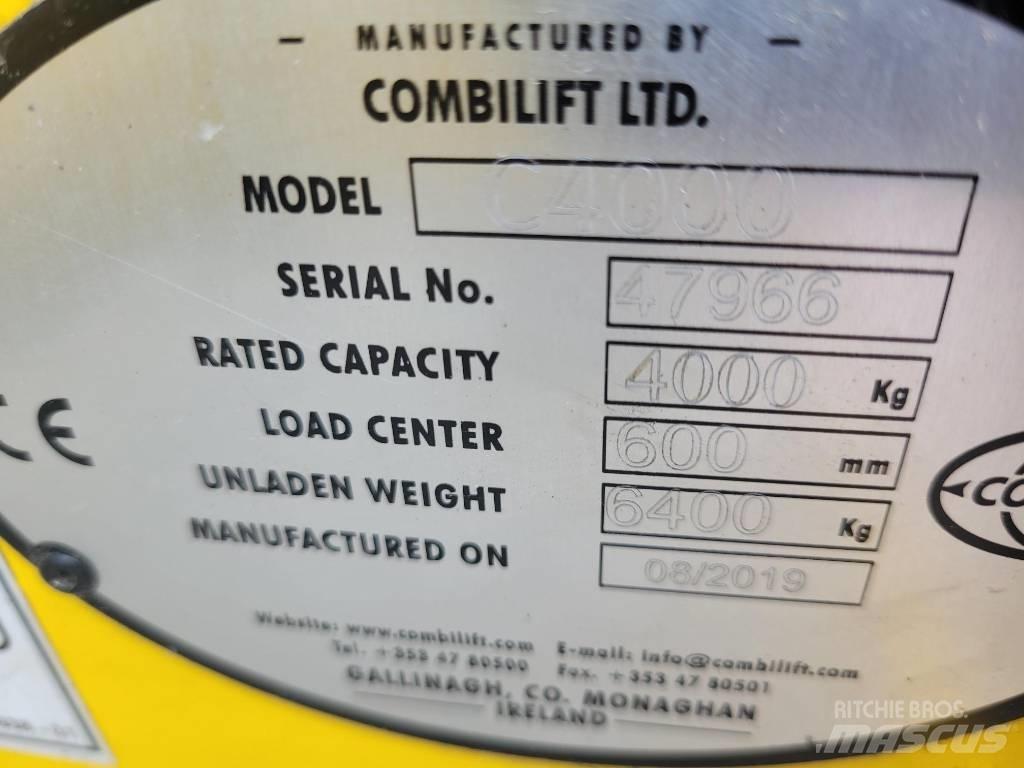 — MANUFACTURED BY —
COMBILIFT LTD.
MODEL C4000
SERIAL No. 47966
RATED CAPACITY 4000 Kg
LOAD CENTER 600 mm
UNLADEN WEIGHT 6400 Kg
MANUFACTURED ON 08/2019
CE
CO
Website: www.combilift.com E-mail: info@combilift.com
Tel. +353 47 80500 Fax. +353 47 80501
GALLINAGH, CO. MONAGHAN
IRELAND
RITCHIE BROS.
MASCUS